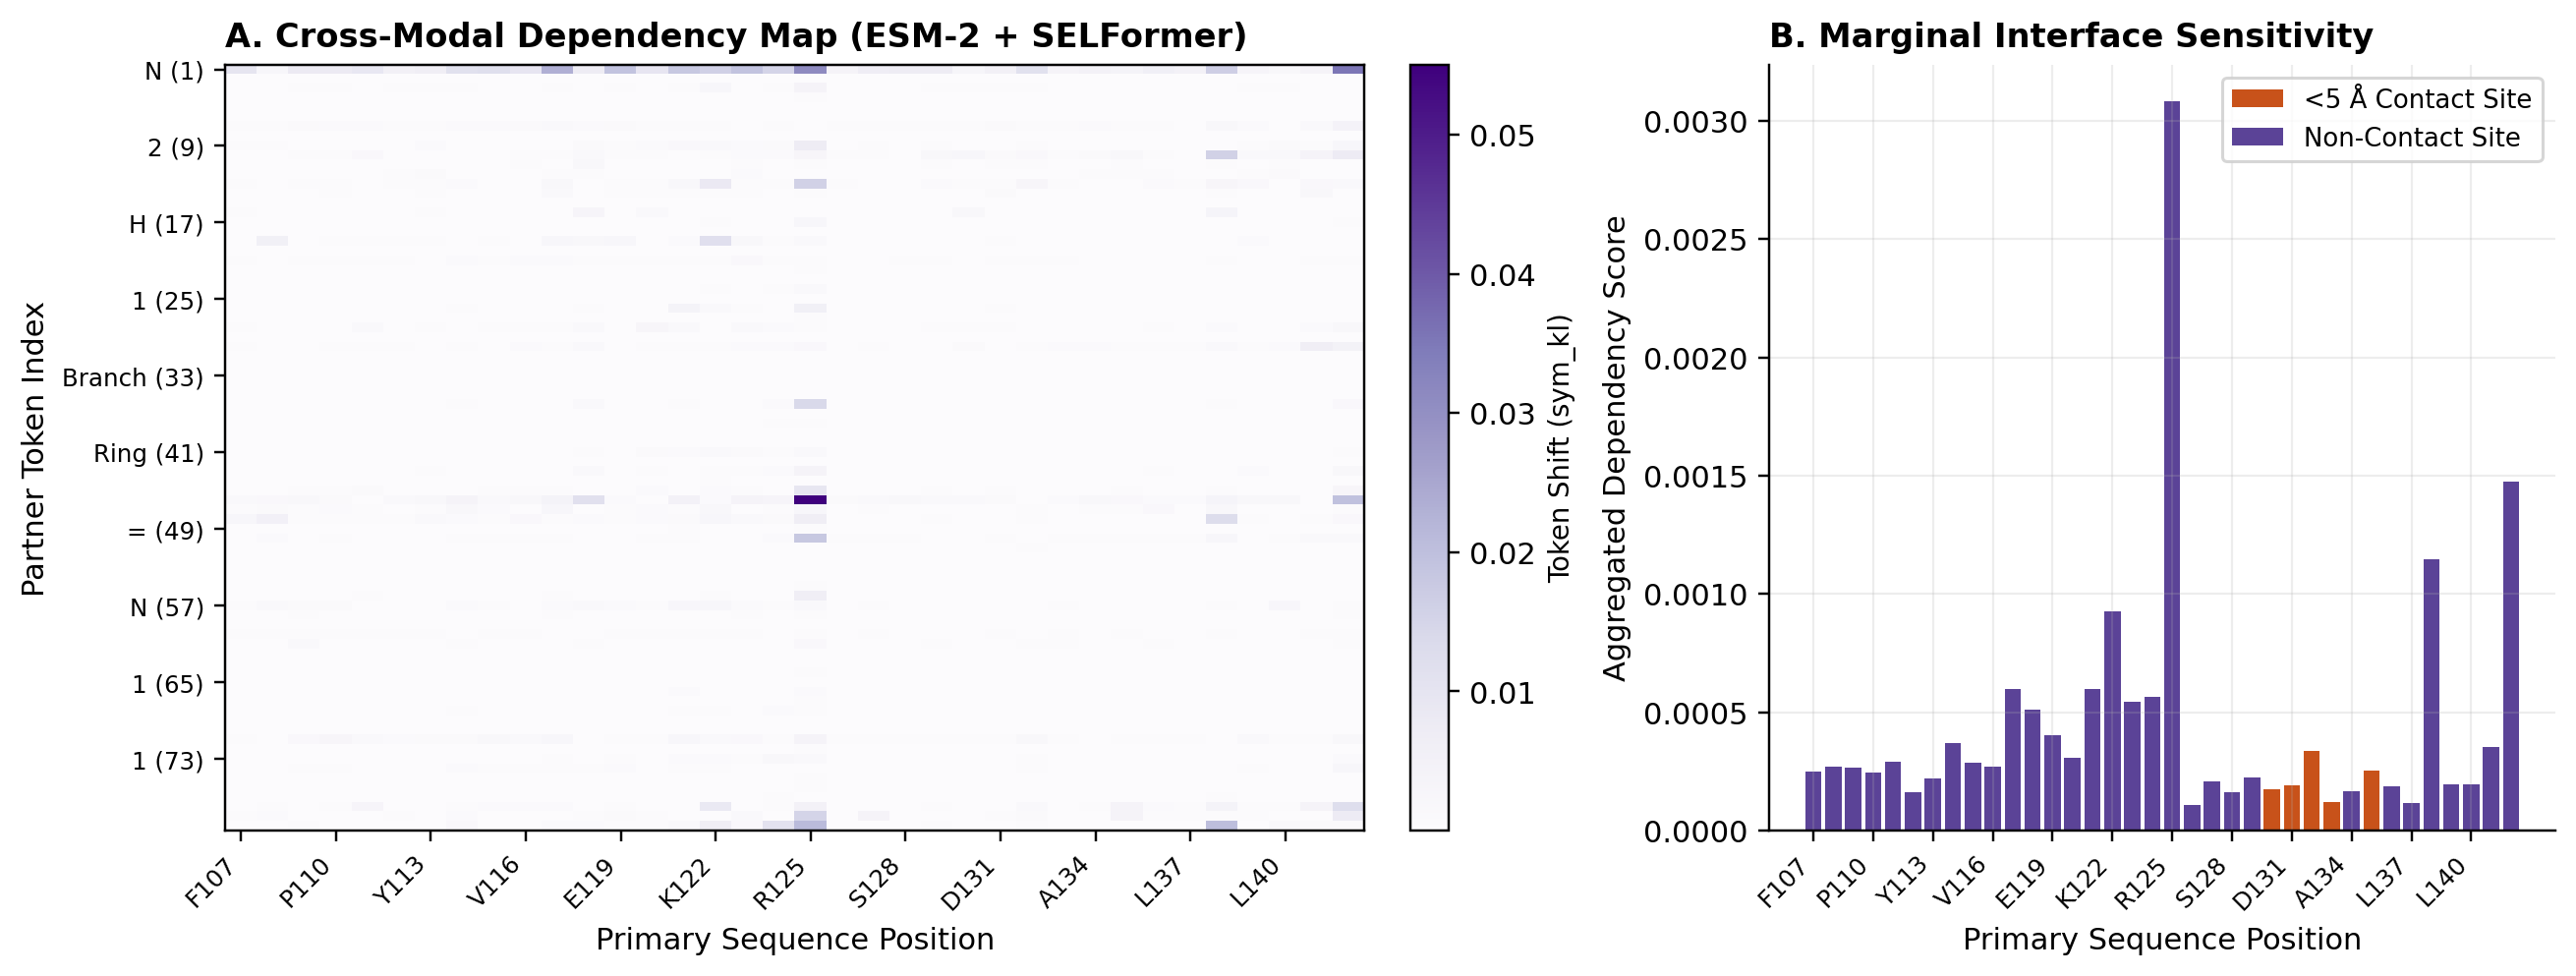 A. Cross-Modal Dependency Map (ESM-2 + SELFormer)
Partner Token Index
N (1)
2 (9)
H (17)
1 (25)
Branch (33)
Ring (41)
= (49)
N (57)
1 (65)
1 (73)
F107
P110
Y113
V116
E119
K122
R125
S128
D131
A134
L137
L140
Primary Sequence Position
0.05
0.04
0.03
0.02
0.01
Token Shift (sym_kl)
B. Marginal Interface Sensitivity
Aggregated Dependency Score
0.0030
0.0025
0.0020
0.0015
0.0010
0.0005
0.0000
<5 Å Contact Site
Non-Contact Site
F107
P110
Y113
V116
E119
K122
R125
S128
D131
A134
L137
L140
Primary Sequence Position